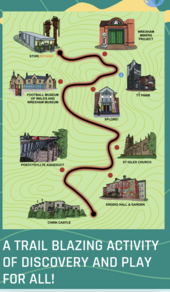 WREXHAM
MINERS
PROJECT
STORI
TŶ PAWB
FOOTBALL MUSEUM
OF WALES AND
WREXHAM MUSEUM
XPLORE!
ST GILES CHURCH
PONTCYSYLLTE AQUEDUCT
ERDDIG HALL & GARDEN
CHIRK CASTLE
A TRAIL BLAZING ACTIVITY
OF DISCOVERY AND PLAY
FOR ALL!